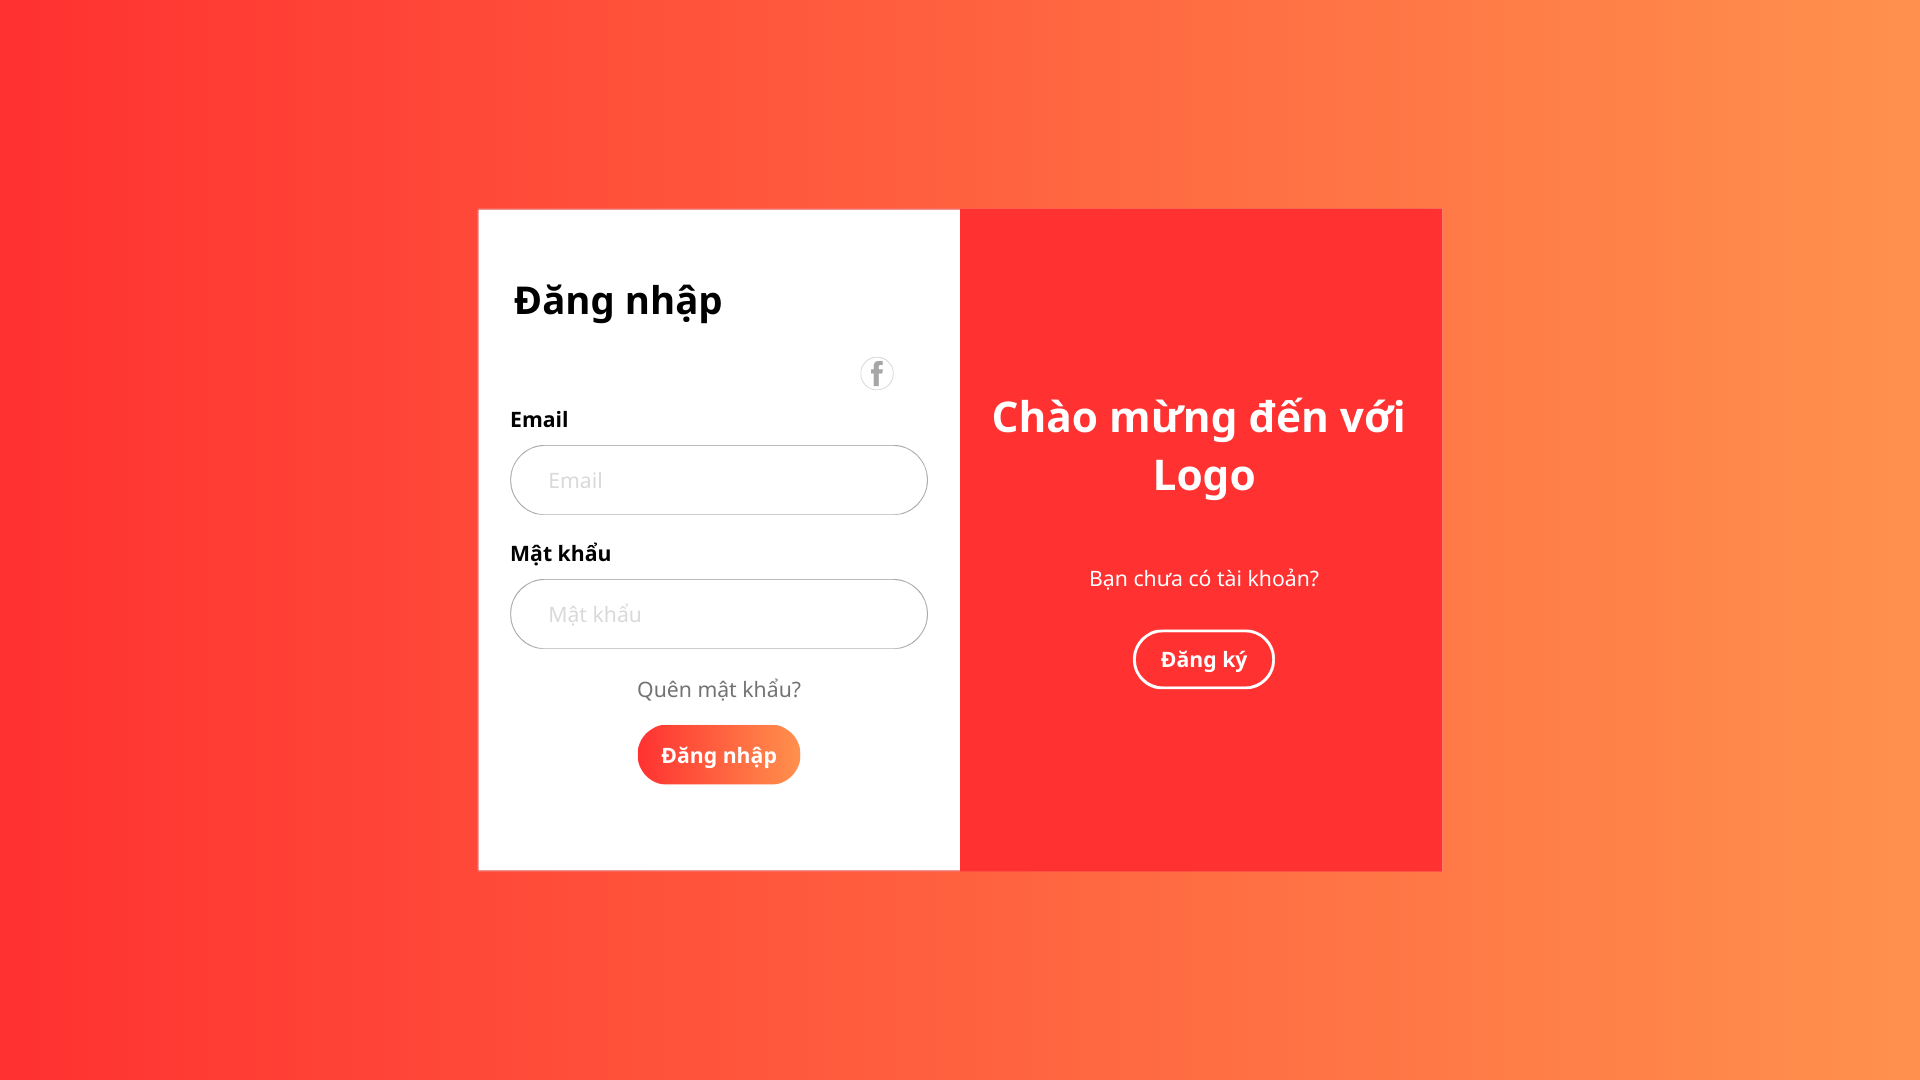 Đăng nhập
Email
Email
Mật khẩu
Mật khẩu
Quên mật khẩu?
Đăng nhập
Chào mừng đến với
Logo
Bạn chưa có tài khoản?
Đăng ký